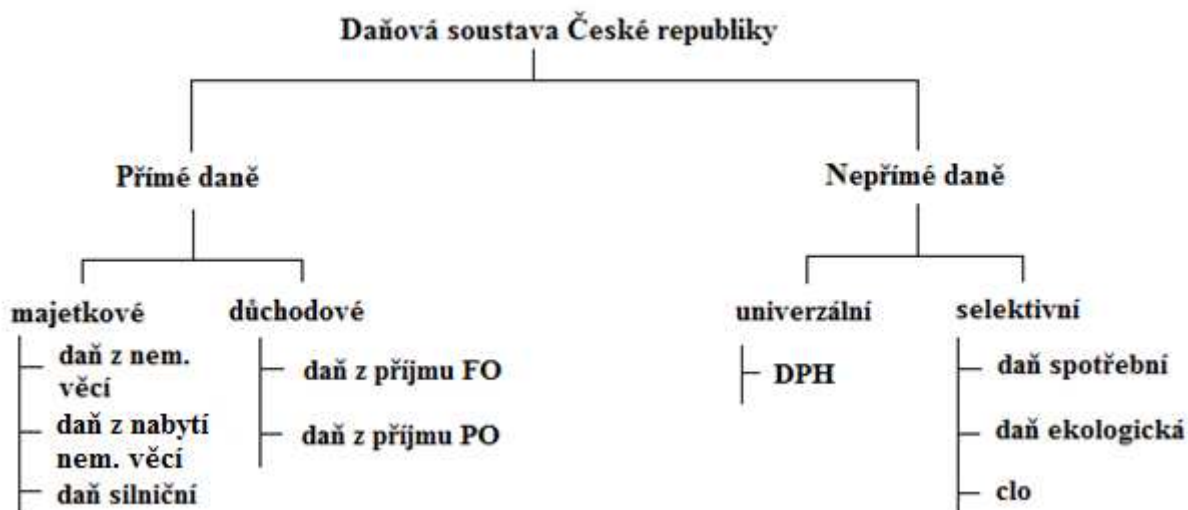 Daňová soustava České republiky
Přímé daně
Nepřímé daně
majetkové
důchodové
univerzální
selektivní
daň z nem.
věcí
daň z nabytí
nem. věcí
daň silniční
daň z příjmu FO
daň z příjmu PO
DPH
daň spotřební
daň ekologická
clo